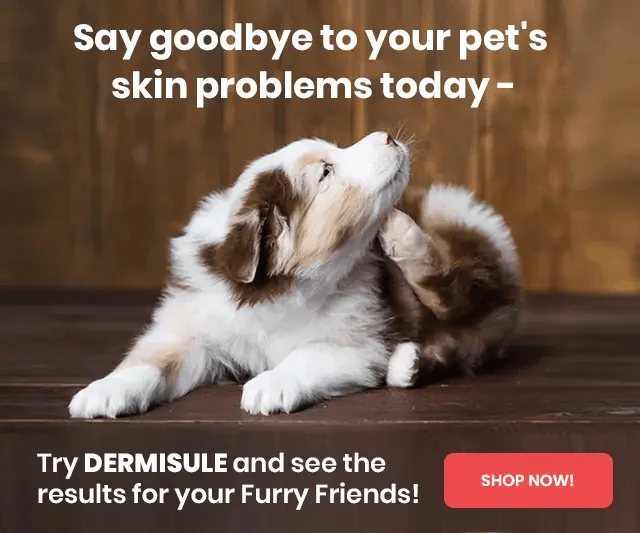 Say goodbye to your pet's
skin problems today -
Try DERMISULE and see the
results for your Furry Friends!
SHOP NOW!